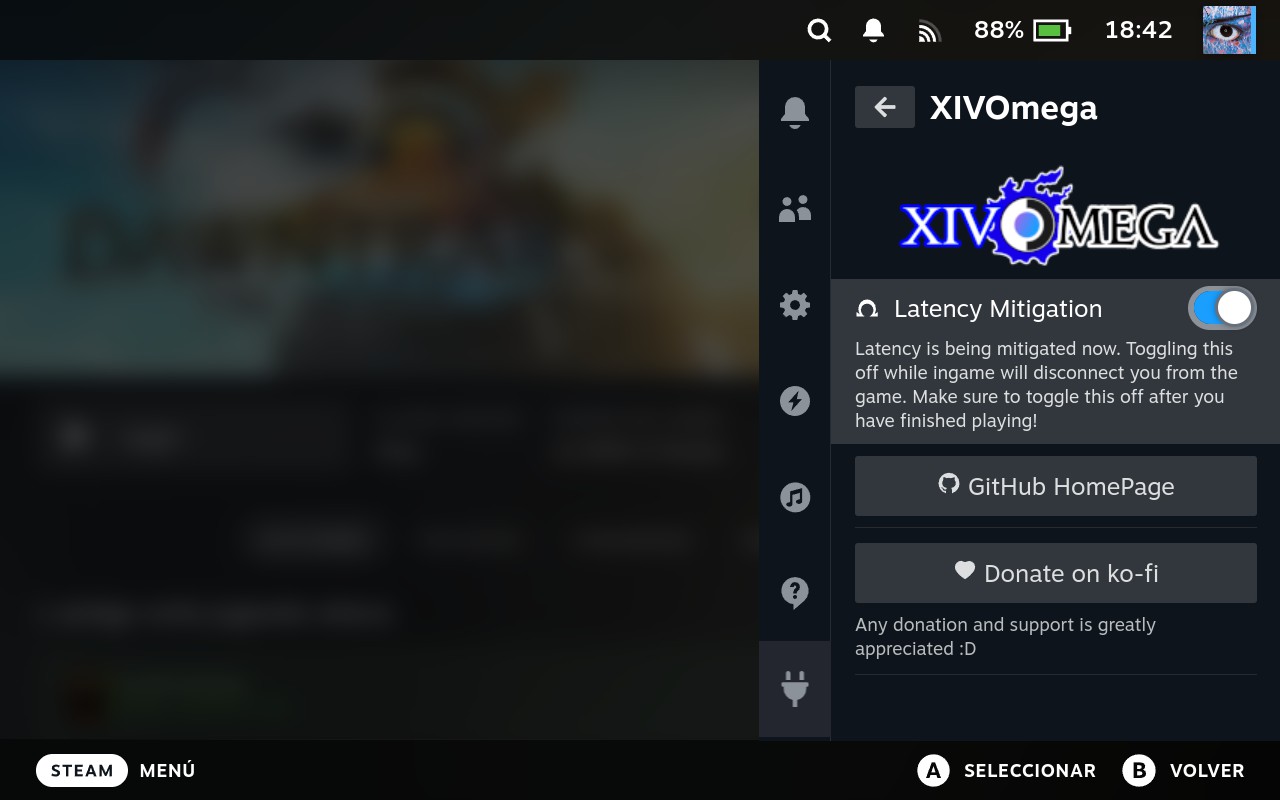 88%
18:42
XIVOmega
XIVOMEGA
Latency Mitigation
Latency is being mitigated now. Toggling this
off while ingame will disconnect you from the
game. Make sure to toggle this off after you
have finished playing!
GitHub HomePage
Donate on ko-fi
Any donation and support is greatly
appreciated :D
STEAM MENÚ
A SELECCIONAR B VOLVER